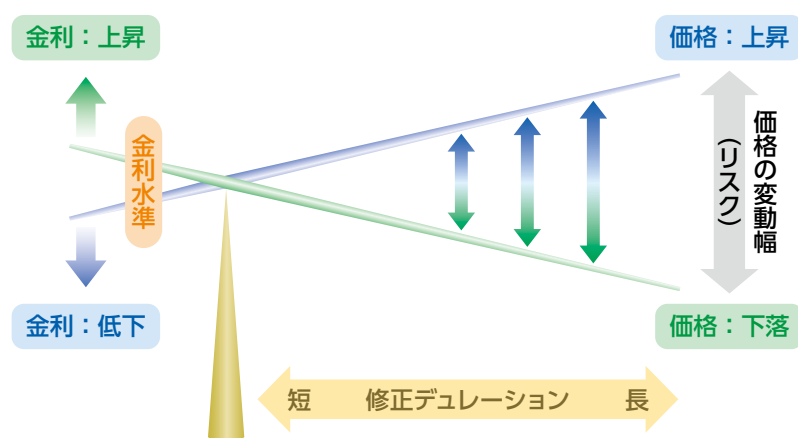 金利：上昇
価格：上昇
金利水準
価格の変動幅
（リスク）
金利：低下
価格：下落
短 修正デュレーション 長